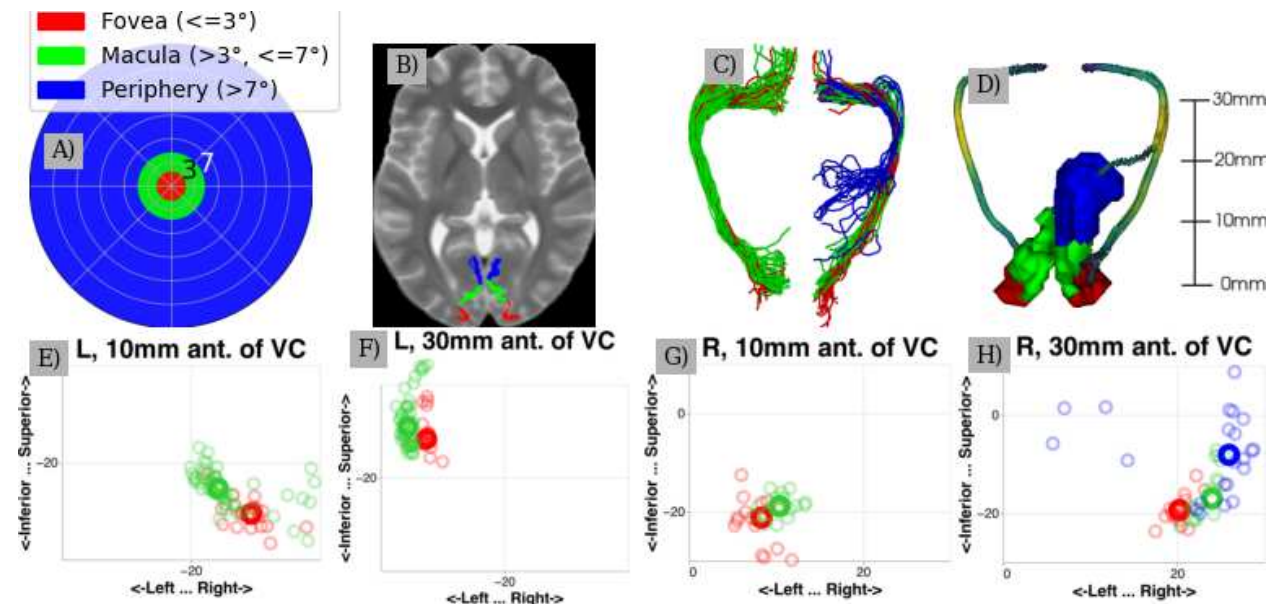 Fovea (<=3°)
Macula (>3°, <=7°)
Periphery (>7°)
A)
3
7
B)
C)
D)
30mm
20mm
10mm
0mm
E)
L, 10mm ant. of VC
<-Inferior ... Superior->
-20
-20
<-Left ... Right->
F)
L, 30mm ant. of VC
<-Inferior ... Superior->
-20
-20
<-Left ... Right->
G)
R, 10mm ant. of VC
<-Inferior ... Superior->
0
-20
0
20
<-Left ... Right->
H)
R, 30mm ant. of VC
<-Inferior ... Superior->
0
-20
0
20
<-Left ... Right->